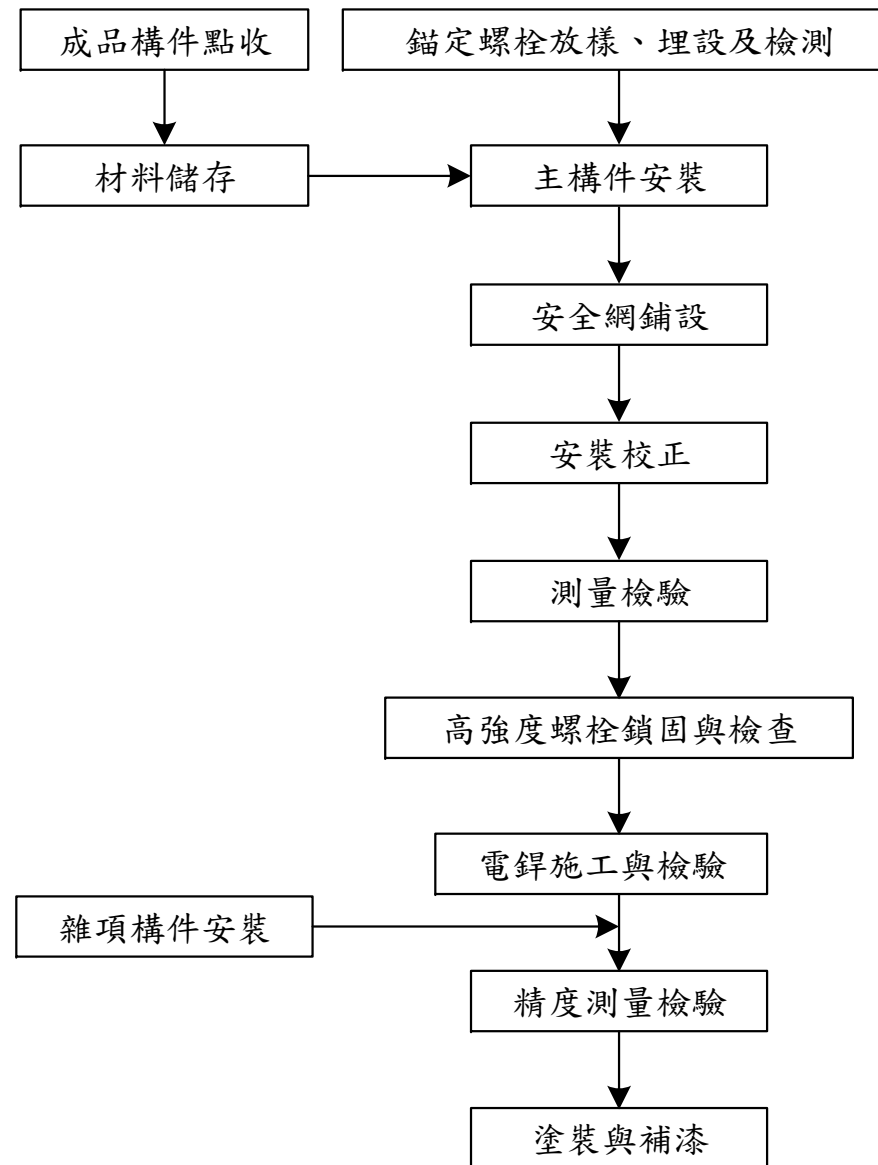 成品構件點收
錨定螺栓放樣、埋設及檢測
材料儲存
主構件安裝
安全網鋪設
安裝校正
測量檢驗
高強度螺栓鎖固與檢查
電銲施工與檢驗
雜項構件安裝
精度測量檢驗
塗裝與補漆